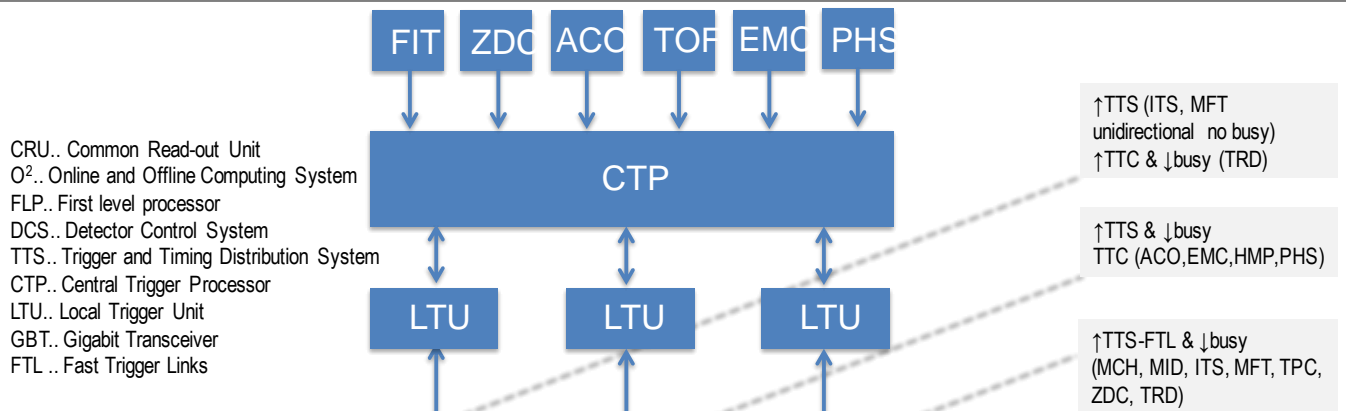 FIT ZDC ACO TOF EMC PHS
CTP
LTU LTU LTU
CRU.. Common Read-out Unit
O².. Online and Offline Computing System
FLP.. First level processor
DCS.. Detector Control System
TTS.. Trigger and Timing Distribution System
CTP.. Central Trigger Processor
LTU.. Local Trigger Unit
GBT.. Gigabit Transceiver
FTL .. Fast Trigger Links
↑TTS (ITS, MFT
unidirectional no busy)
↑TTC & ↓busy (TRD)
↑TTS & ↓busy
TTC (ACO,EMC,HMP,PHS)
↑TTS-FTL & ↓busy
(MCH, MID, ITS, MFT, TPC,
ZDC, TRD)